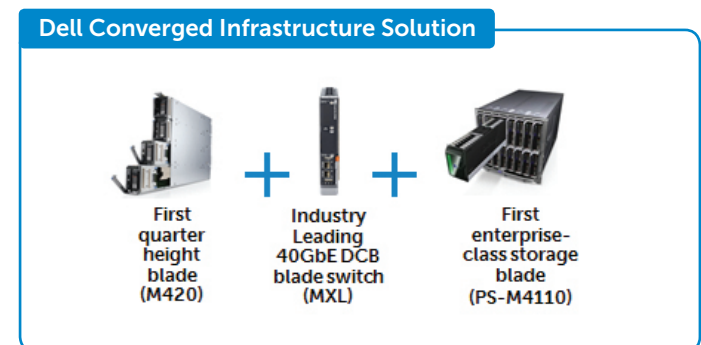 Dell Converged Infrastructure Solution
First
quarter
height
blade
(M420)
Industry
Leading
40GbE DCB
blade switch
(MXL)
First
enterprise-
class storage
blade
(PS-M4110)